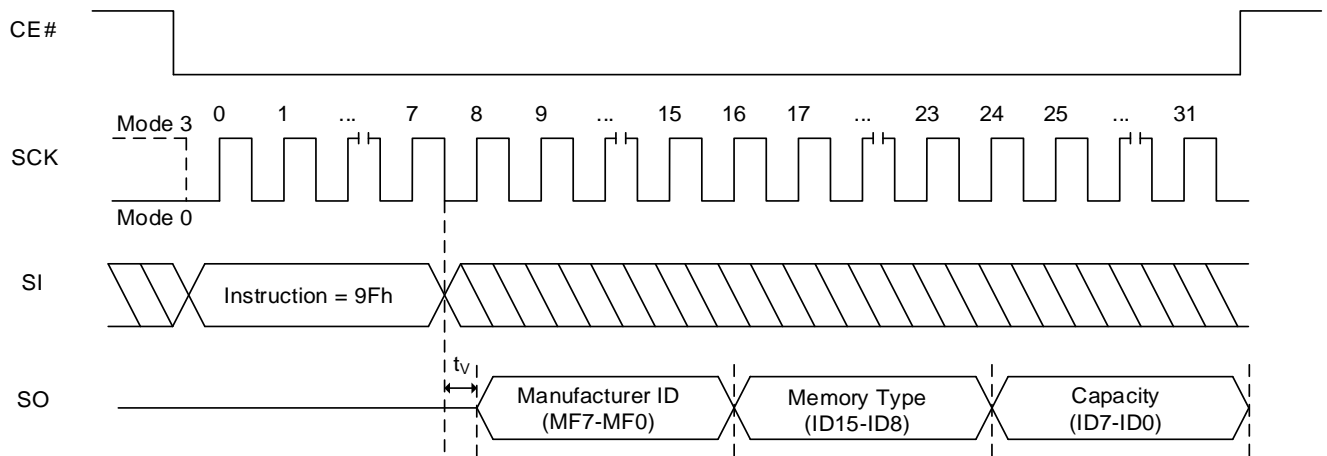 CE#
0 1 ... 7 8 9 ... 15 16 17 ... 23 24 25 ... 31
Mode 3
SCK
Mode 0
SI
Instruction = 9Fh
tV
SO
Manufacturer ID
(MF7-MF0)
Memory Type
(ID15-ID8)
Capacity
(ID7-ID0)